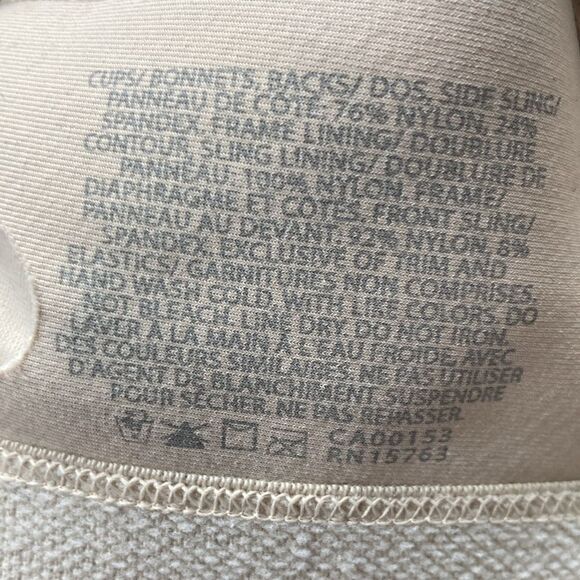 CUPS/ BONNETS, BACKS/ DOS, SIDE SLING/
PANNEAU DE COTE, 76% NYLON, 24%
SPANDEX, FRAME LINING/ DOUBLURE
CONTOUR, SLING LINING/ DOUBLURE DE
PANNEAU, 100% NYLON, FRAME/
DIAPHRAGME ET COTES, FRONT SLING/
PANNEAU AU DEVANT, 92% NYLON, 8%
SPANDEX, EXCLUSIVE OF TRIM AND
ELASTICS/ GARNITURES NON COMPRISES,
HAND WASH COLD, WITH LIKE COLORS, DO
NOT BLEACH, LINE DRY, DO NOT IRON.
LAVER À LA MAIN À EAU FROIDE, AVEC
DES COULEURS SIMILAIRES, NE PAS UTILISER
D'AGENT DE BLANCHIMENT, SUSPENDRE
POUR SÉCHER, NE PAS REPASSER.
CA00153
RN15763